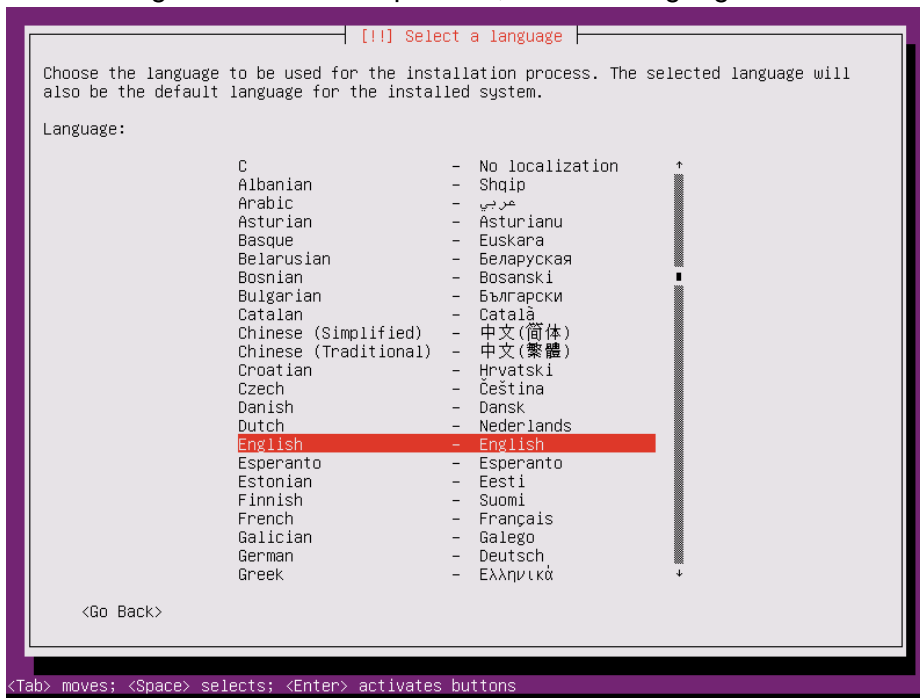 [!!] Select a language
Choose the language to be used for the installation process. The selected language will
also be the default language for the installed system.
Language:
C - No localization ↑
Albanian - Shqip
Arabic - عربي
Asturian - Asturianu
Basque - Euskara
Belarusian - Беларуская
Bosnian - Bosanski
Bulgarian - Български
Catalan - Català
Chinese (Simplified) - 中文(简体)
Chinese (Traditional) - 中文(繁體)
Croatian - Hrvatski
Czech - Čeština
Danish - Dansk
Dutch - Nederlands
English - English
Esperanto - Esperanto
Estonian - Eesti
Finnish - Suomi
French - Français
Galician - Galego
German - Deutsch
Greek - Ελληνικά ↓
<Go Back>
<Tab> moves; <Space> selects; <Enter> activates buttons